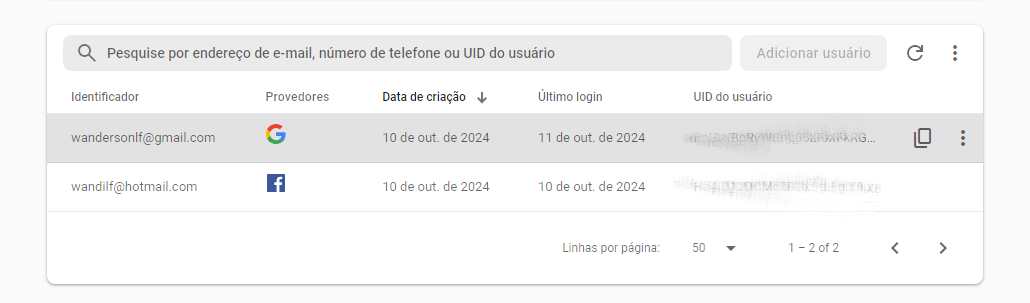 Pesquise por endereço de e-mail, número de telefone ou UID do usuário Adicionar usuário
Identificador Provedores Data de criação Último login UID do usuário
wandersonlf@gmail.com 10 de out. de 2024 11 de out. de 2024
wandilf@hotmail.com 10 de out. de 2024 10 de out. de 2024
Linhas por página: 50 1 – 2 of 2